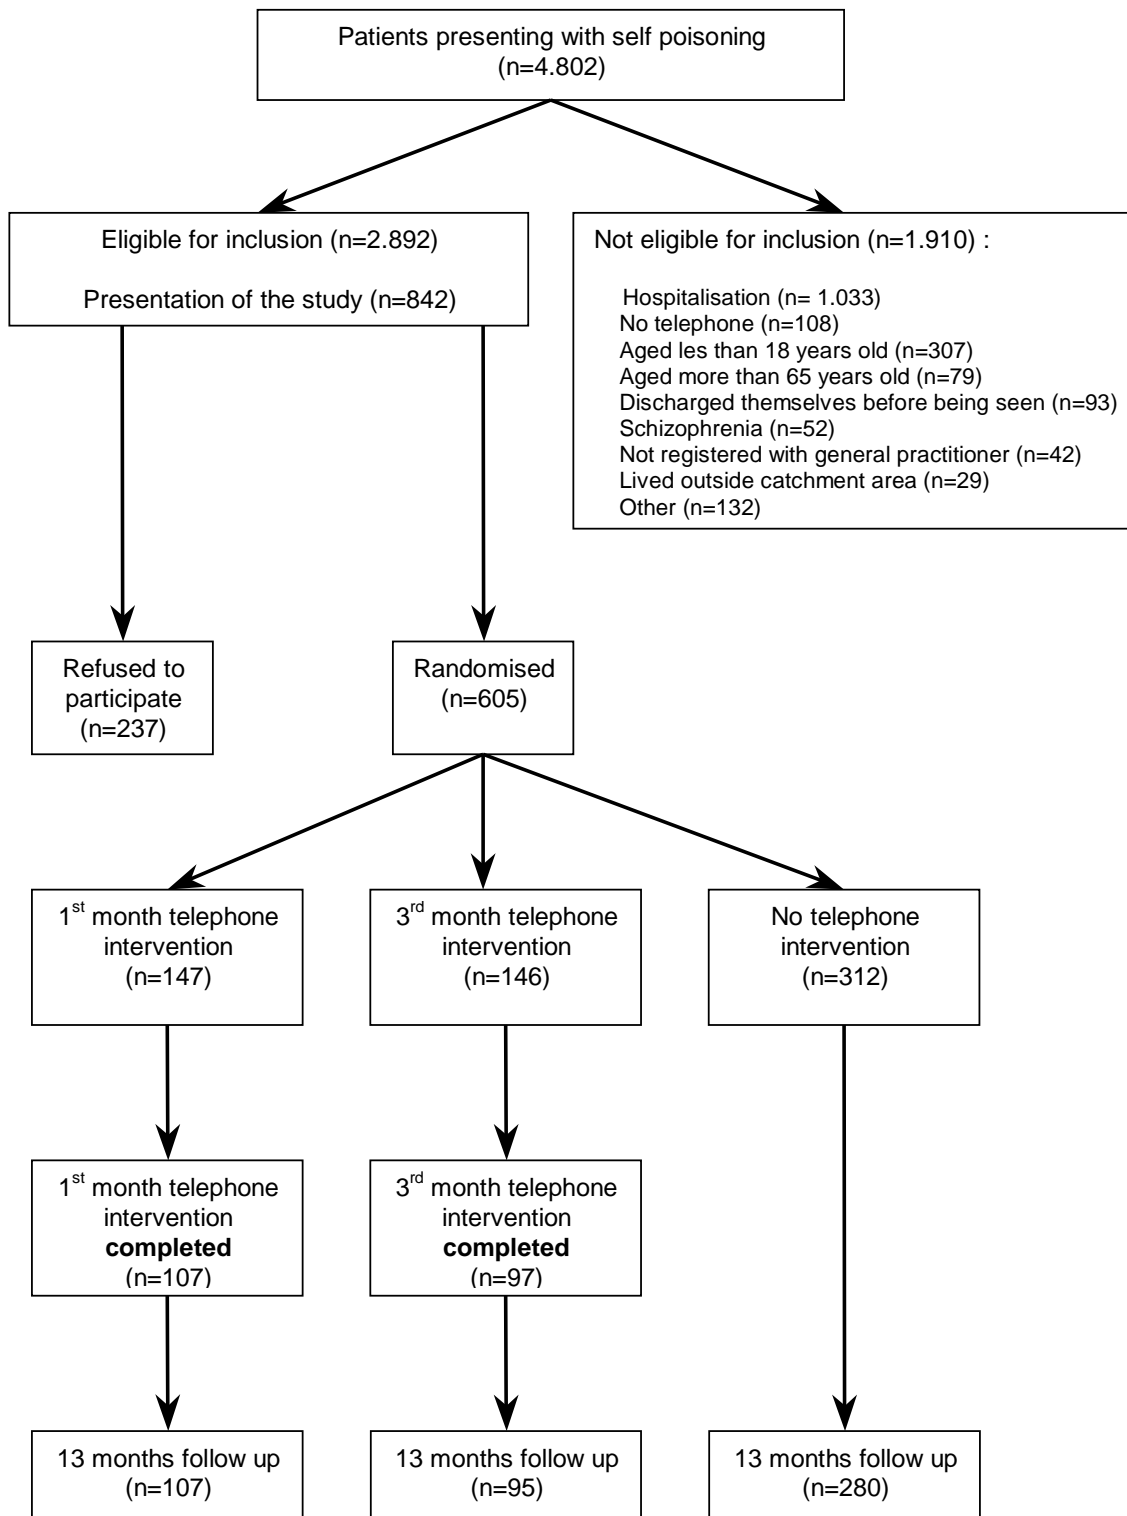 Patients presenting with self poisoning
(n=4.802)
Eligible for inclusion (n=2.892)
Presentation of the study (n=842)
Not eligible for inclusion (n=1.910) :
Hospitalisation (n= 1.033)
No telephone (n=108)
Aged less than 18 years old (n=307)
Aged more than 65 years old (n=79)
Discharged themselves before being seen (n=93)
Schizophrenia (n=52)
Not registered with general practitioner (n=42)
Lived outside catchment area (n=29)
Other (n=132)
Refused to
participate
(n=237)
Randomised
(n=605)
1st month telephone
intervention
(n=147)
3rd month telephone
intervention
(n=146)
No telephone
intervention
(n=312)
1st month telephone
intervention
completed
(n=107)
3rd month telephone
intervention
completed
(n=97)
13 months follow up
(n=107)
13 months follow up
(n=95)
13 months follow up
(n=280)